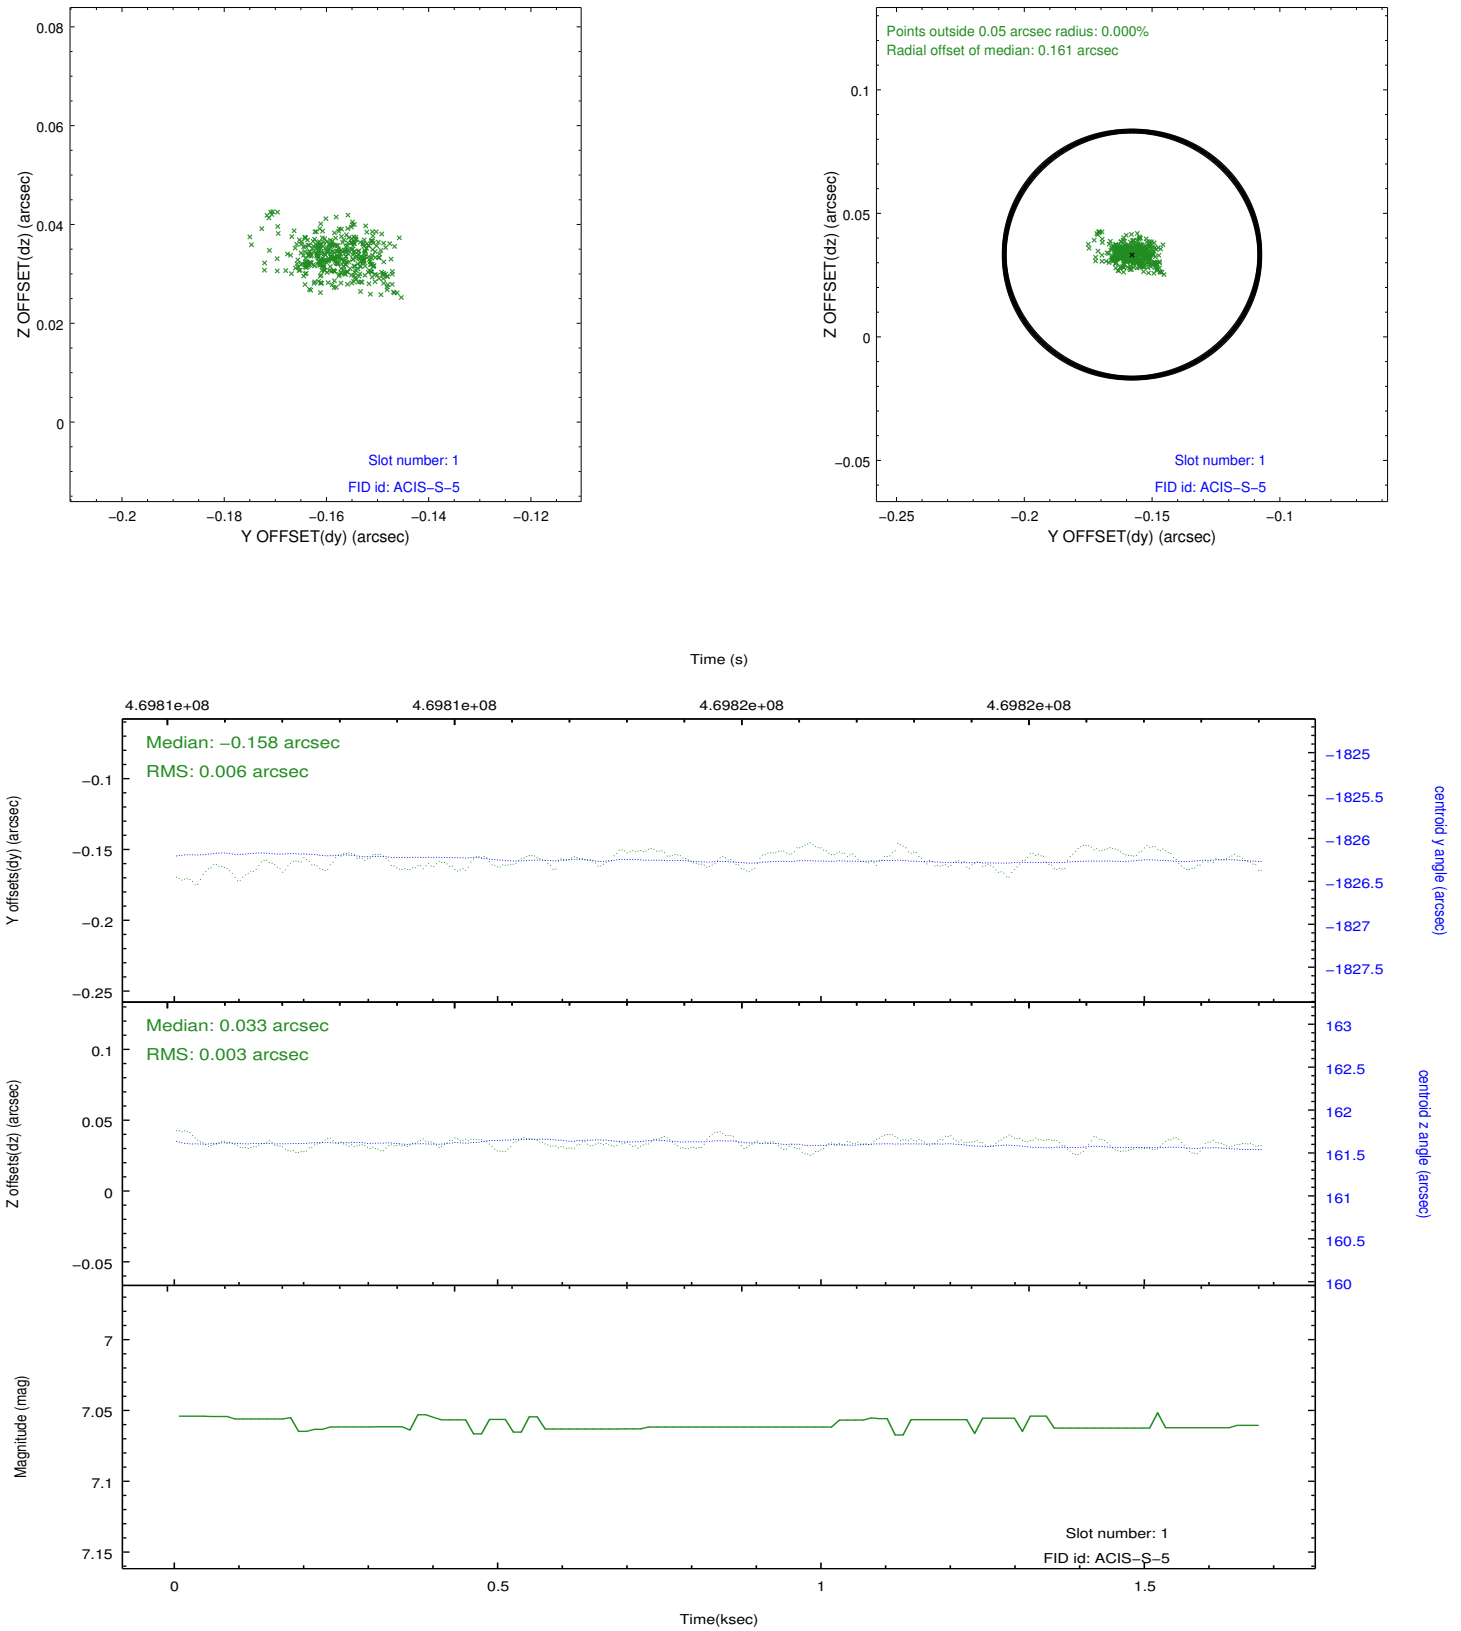 0.08
0.06
0.04
0.02
0
Z OFFSET(dz) (arcsec)
Slot number: 1
FID id: ACIS−S−5
−0.2
−0.18
−0.16
−0.14
−0.12
Y OFFSET(dy) (arcsec)
Points outside 0.05 arcsec radius: 0.000%
Radial offset of median: 0.161 arcsec
0.1
0.05
0
−0.05
Z OFFSET(dz) (arcsec)
Slot number: 1
FID id: ACIS−S−5
−0.25
−0.2
−0.15
−0.1
Y OFFSET(dy) (arcsec)
Time (s)
4.6981e+08
4.6981e+08
4.6982e+08
4.6982e+08
Median: −0.158 arcsec
RMS: 0.006 arcsec
−0.1
−0.15
−0.2
−0.25
Y offsets(dy) (arcsec)
−1825
−1825.5
−1826
−1826.5
−1827
−1827.5
centroid y angle (arcsec)
Median: 0.033 arcsec
RMS: 0.003 arcsec
0.1
0.05
0
−0.05
Z offsets(dz) (arcsec)
163
162.5
162
161.5
161
160.5
160
centroid z angle (arcsec)
7
7.05
7.1
7.15
Magnitude (mag)
Slot number: 1
FID id: ACIS−S−5
0
0.5
1
1.5
Time(ksec)